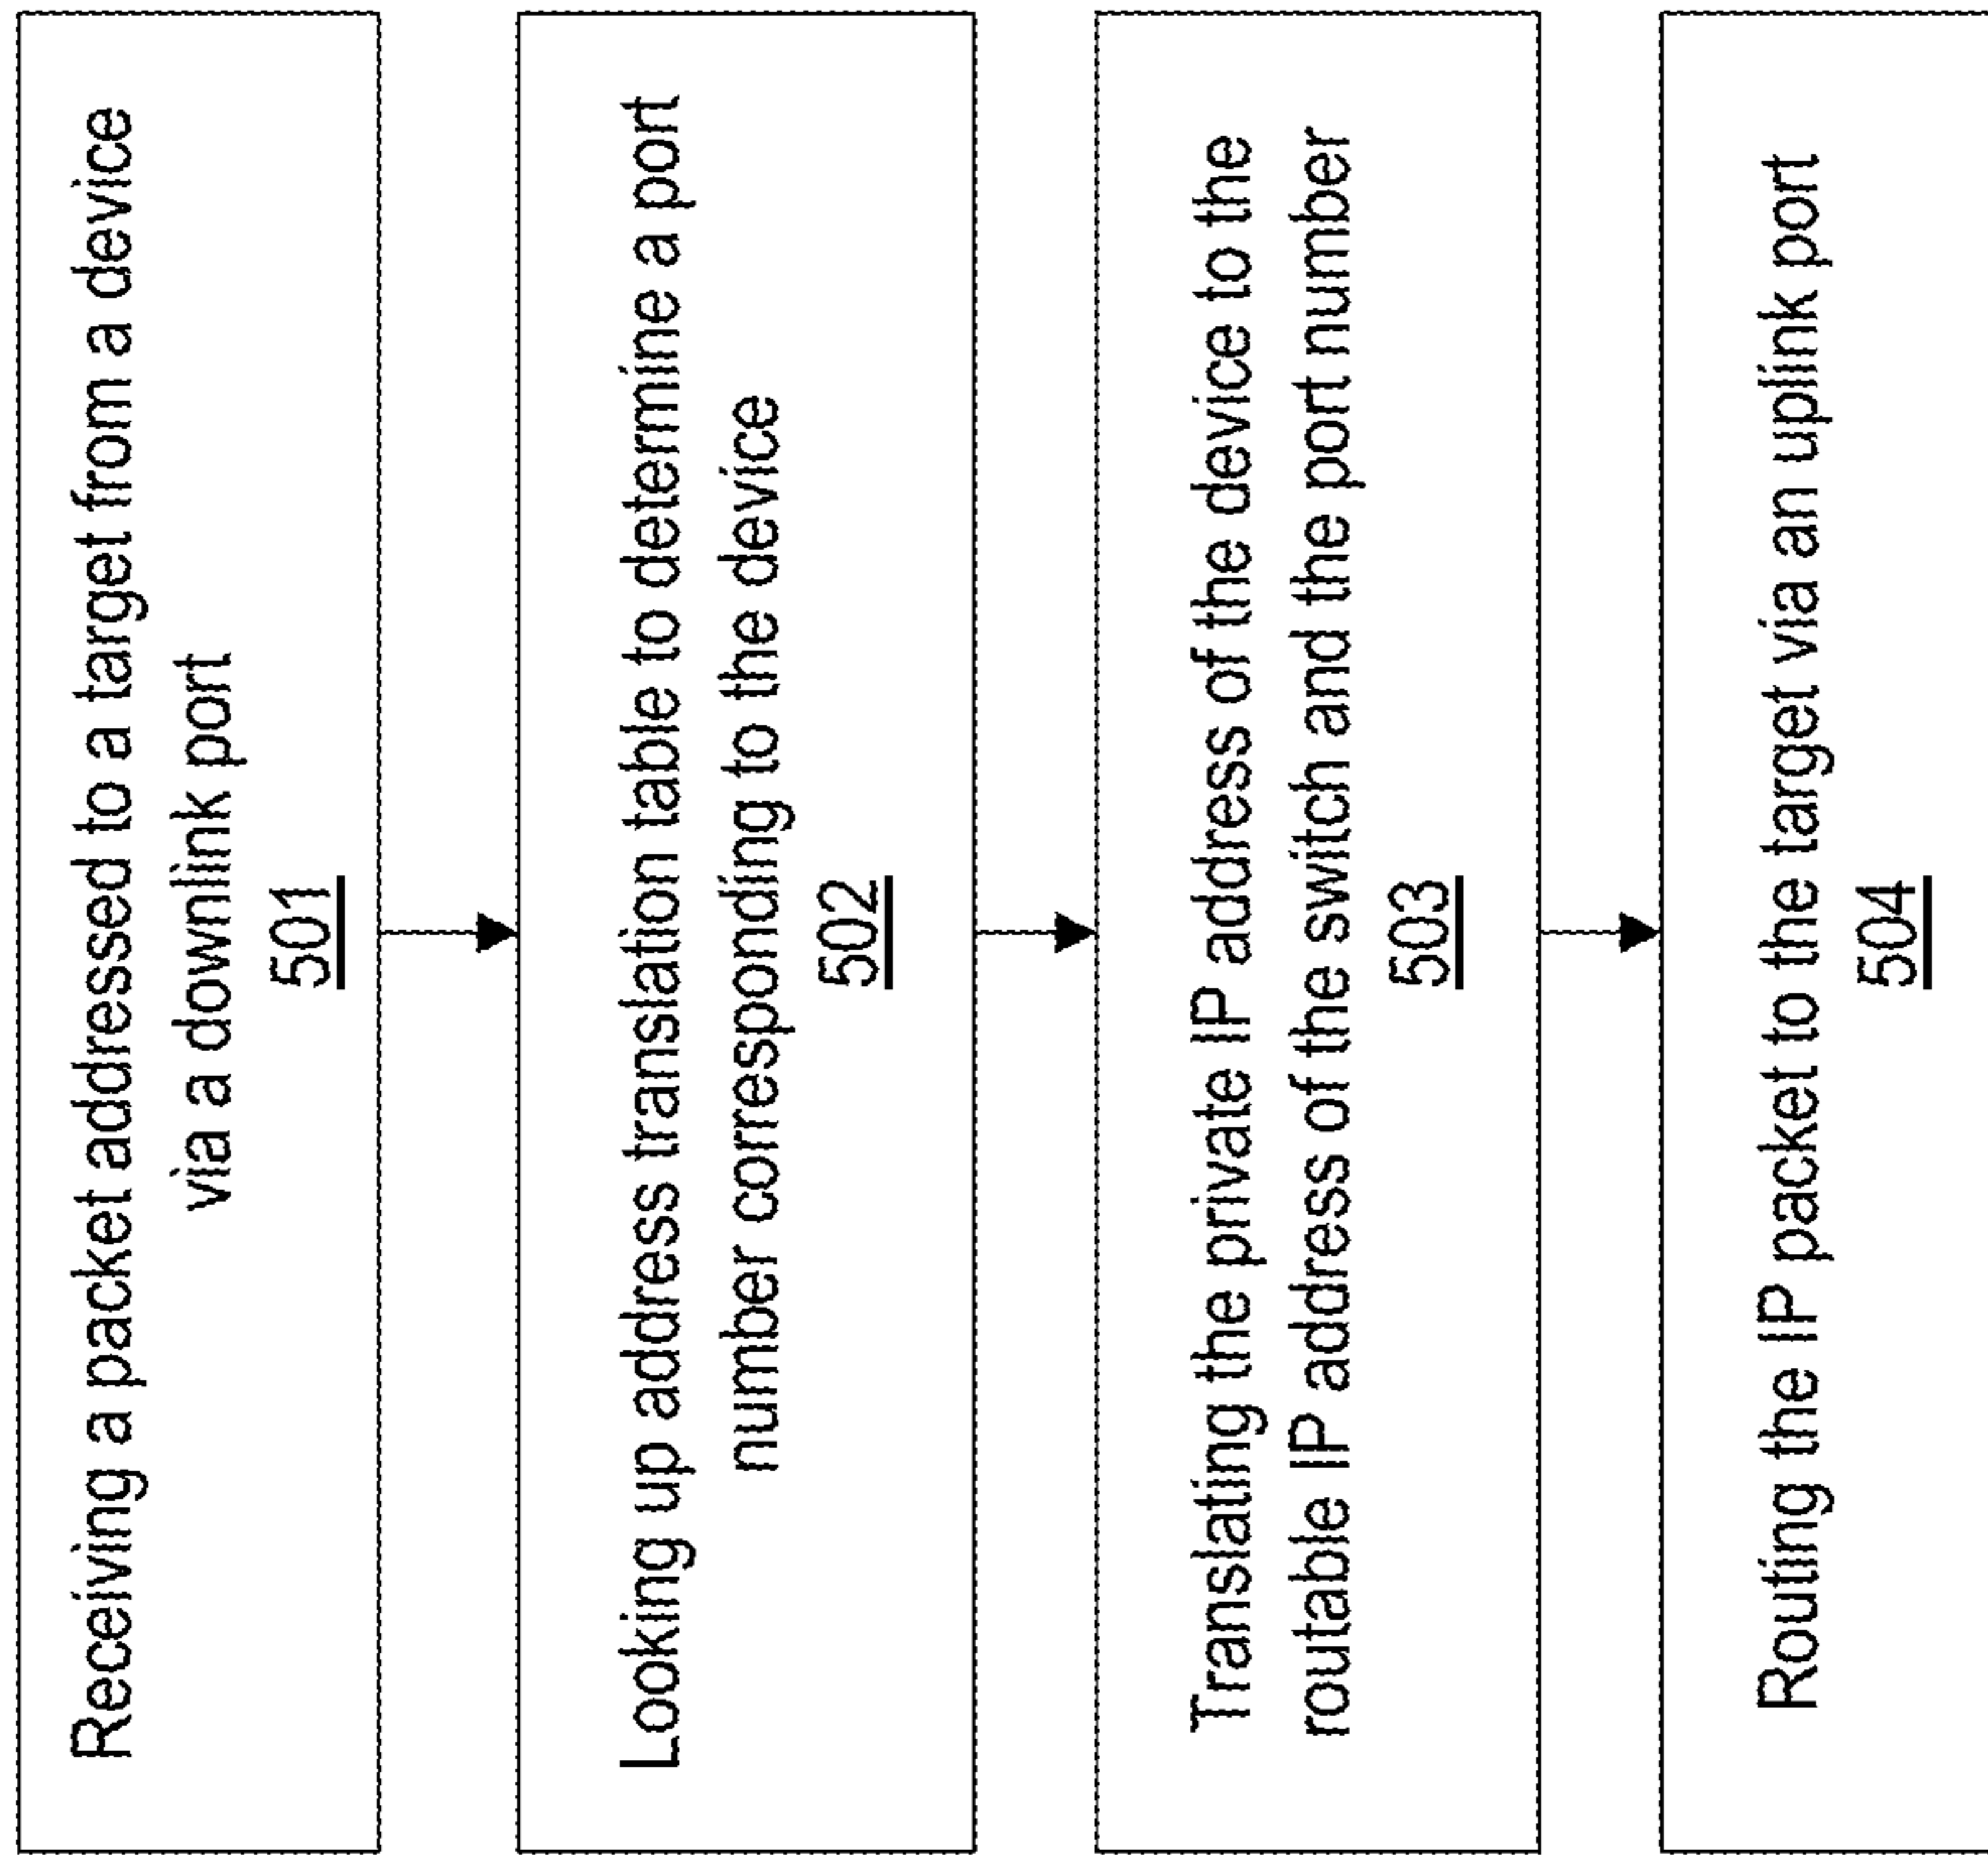 Receiving a packet addressed to a target from a device
via a downlink port
501
Looking up address translation table to determine a port
number corresponding to the device
502
Translating the private IP address of the device to the
routable IP address of the switch and the port number
503
Routing the IP packet to the target via an uplink port
504